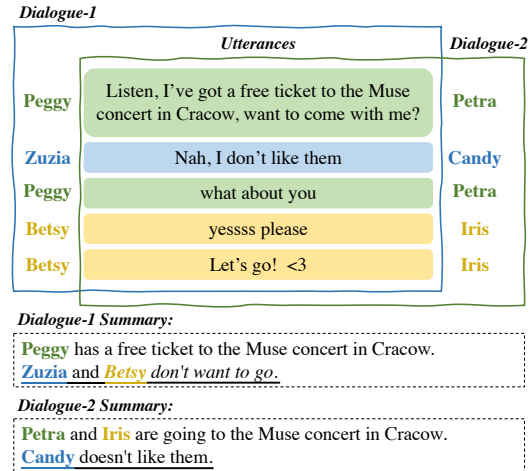 Dialogue-1
Utterances Dialogue-2
Peggy Listen, I've got a free ticket to the Muse concert in Cracow, want to come with me? Petra
Zuzia Nah, I don't like them Candy
Peggy what about you Petra
Betsy yessss please Iris
Betsy Let's go! <3 Iris
Dialogue-1 Summary:
Peggy has a free ticket to the Muse concert in Cracow.
Zuzia and Betsy don't want to go.
Dialogue-2 Summary:
Petra and Iris are going to the Muse concert in Cracow.
Candy doesn't like them.